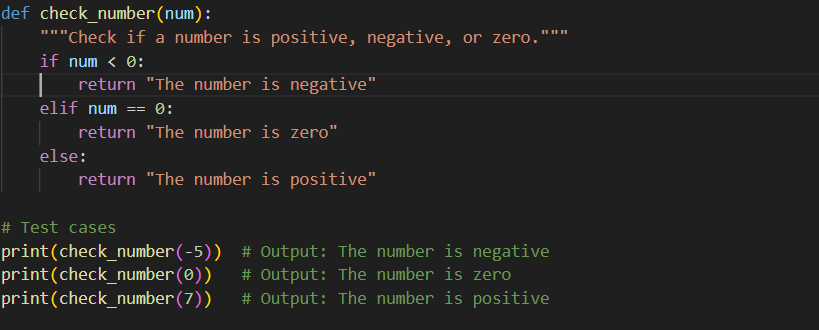 def check_number(num):
    """Check if a number is positive, negative, or zero."""
    if num < 0:
        return "The number is negative"
    elif num == 0:
        return "The number is zero"
    else:
        return "The number is positive"

# Test cases
print(check_number(-5))  # Output: The number is negative
print(check_number(0))   # Output: The number is zero
print(check_number(7))   # Output: The number is positive